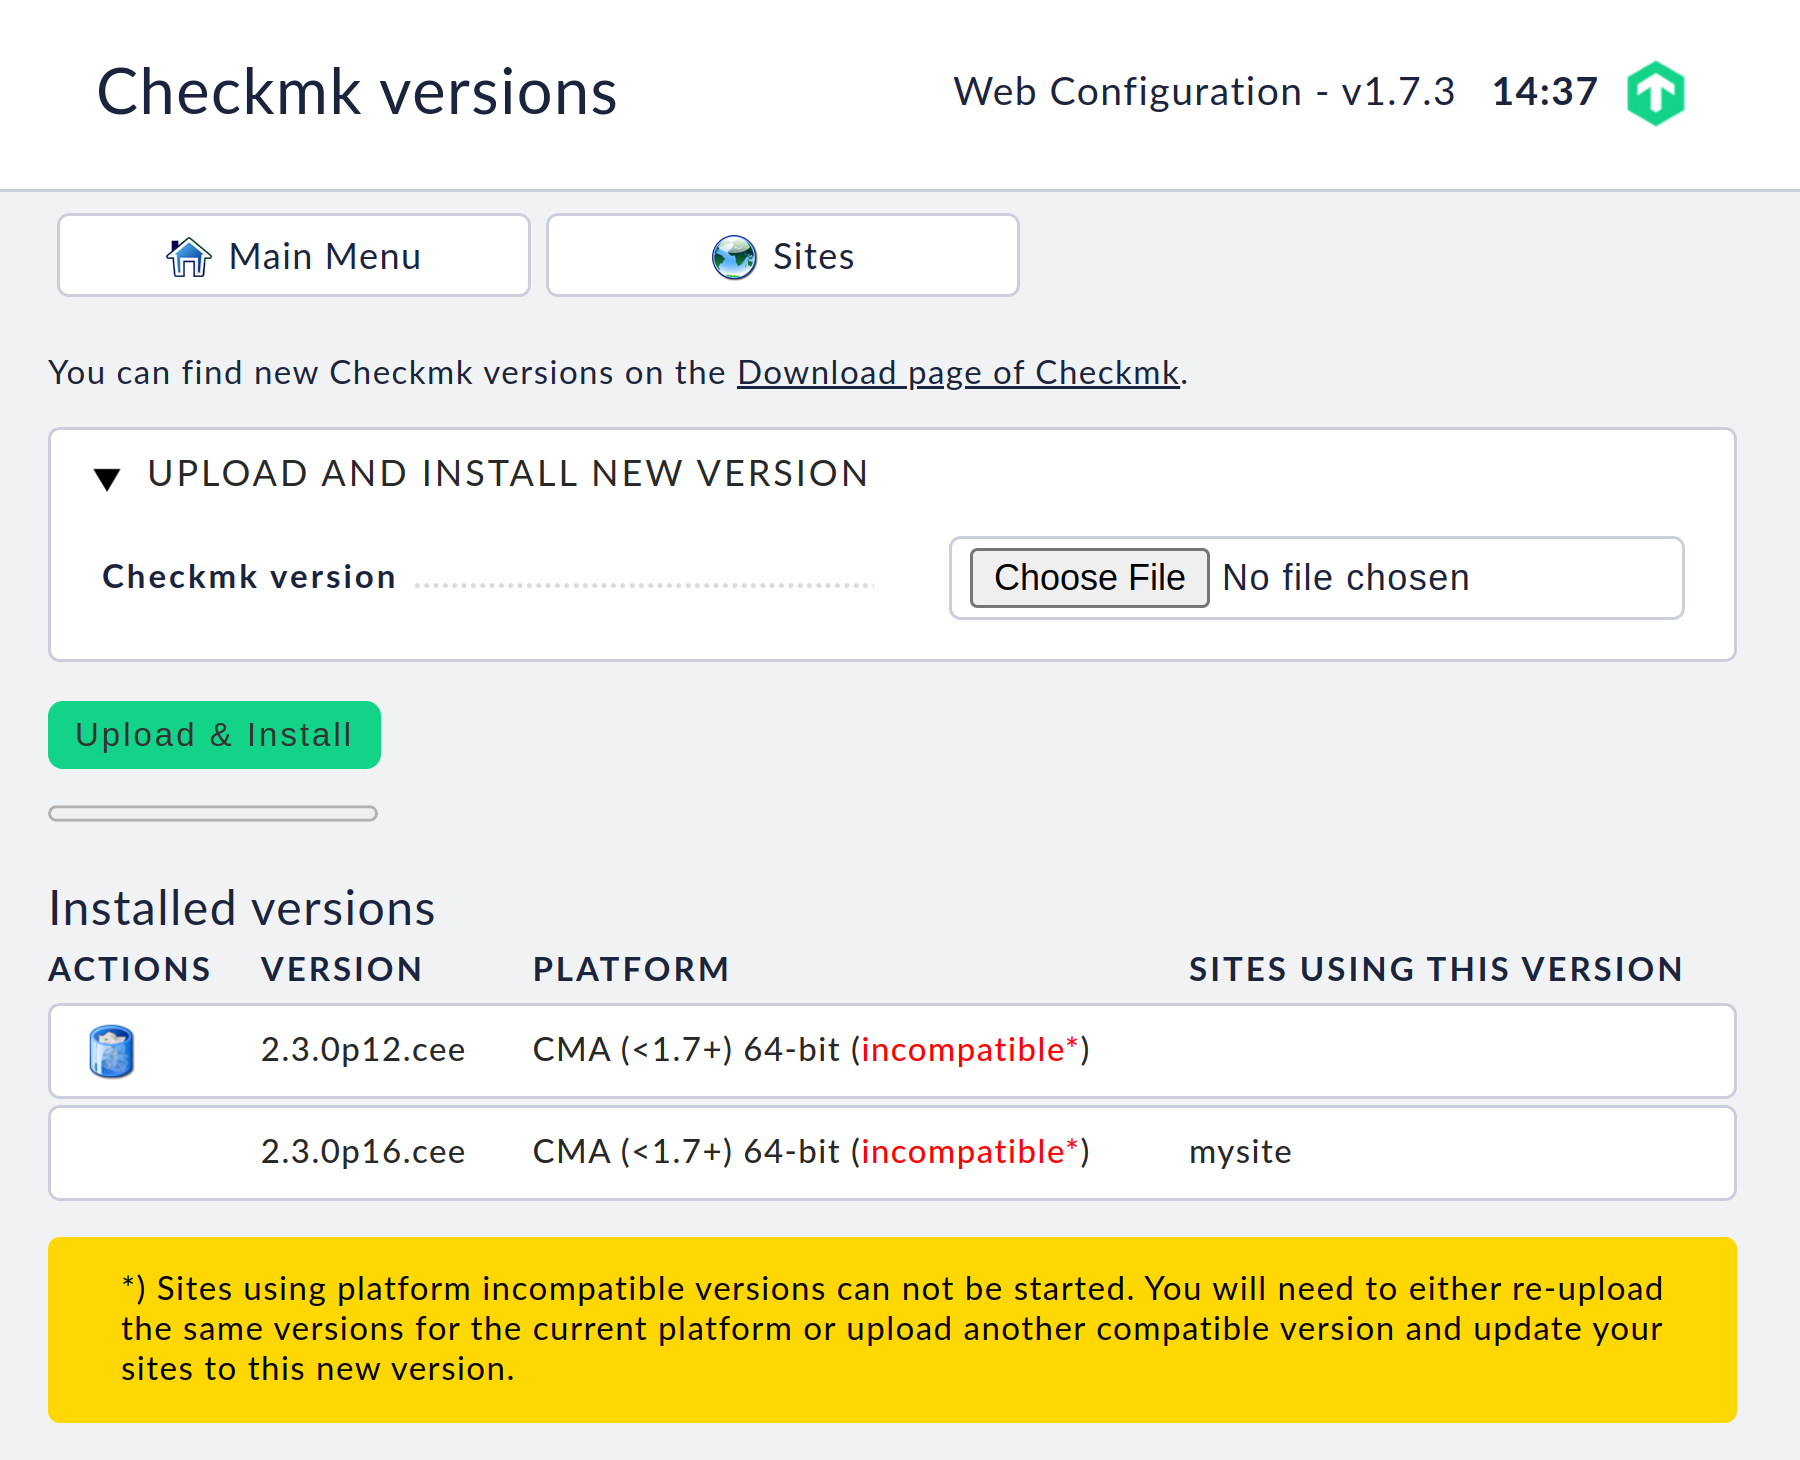 Checkmk versions
Web Configuration - v1.7.3 14:37
Main Menu
Sites
You can find new Checkmk versions on the Download page of Checkmk.
UPLOAD AND INSTALL NEW VERSION
Checkmk version
Choose File No file chosen
Upload & Install
Installed versions
ACTIONS VERSION PLATFORM SITES USING THIS VERSION
2.3.0p12.cee CMA (<1.7+) 64-bit (incompatible*)
2.3.0p16.cee CMA (<1.7+) 64-bit (incompatible*) mysite
*) Sites using platform incompatible versions can not be started. You will need to either re-upload
the same versions for the current platform or upload another compatible version and update your
sites to this new version.